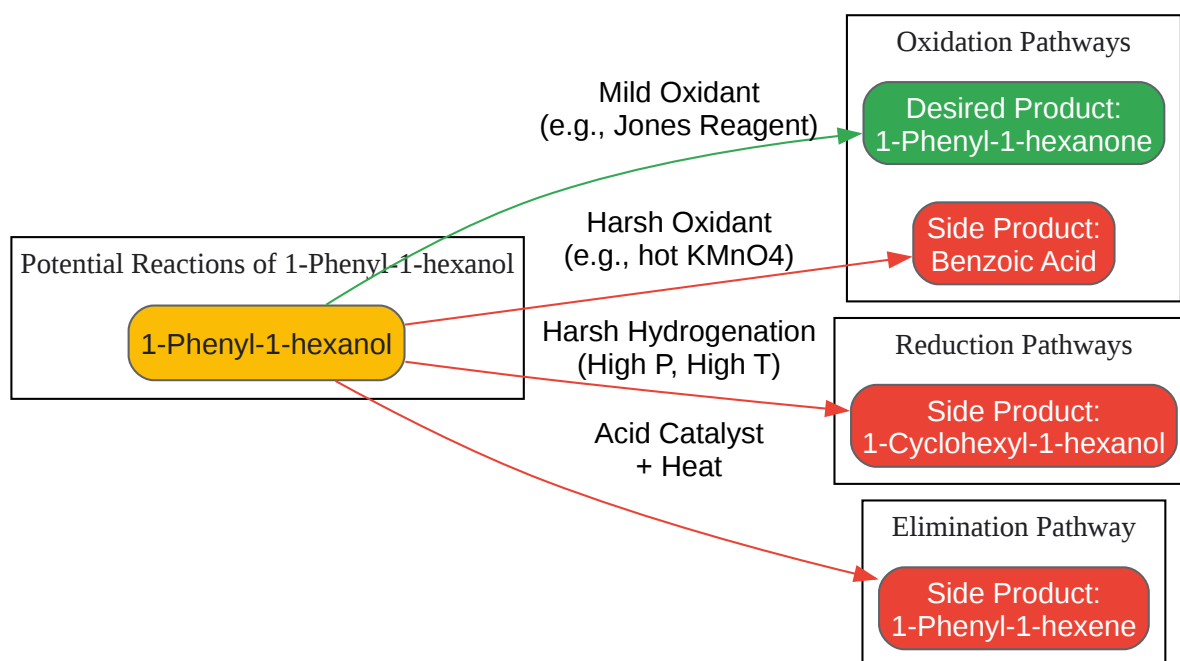 Oxidation Pathways
Desired Product:
1-Phenyl-1-hexanone
Mild Oxidant
(e.g., Jones Reagent)
Side Product:
Benzoic Acid
Harsh Oxidant
(e.g., hot KMnO4)
Potential Reactions of 1-Phenyl-1-hexanol
1-Phenyl-1-hexanol
Harsh Hydrogenation
(High P, High T)
Reduction Pathways
Side Product:
1-Cyclohexyl-1-hexanol
Acid Catalyst
+ Heat
Elimination Pathway
Side Product:
1-Phenyl-1-hexene